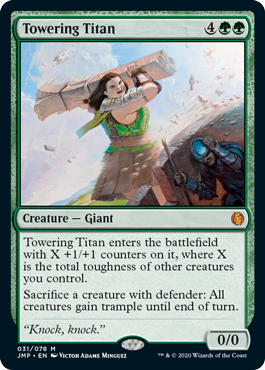 Towering Titan 4
Creature — Giant
Towering Titan enters the battlefield
with X +1/+1 counters on it, where X
is the total toughness of other creatures
you control.
Sacrifice a creature with defender: All
creatures gain trample until end of turn.
“Knock, knock.”
0/0
031/078 M
JMP • EN VICTOR ADAME MINGUEZ ™ & © 2020 Wizards of the Coast